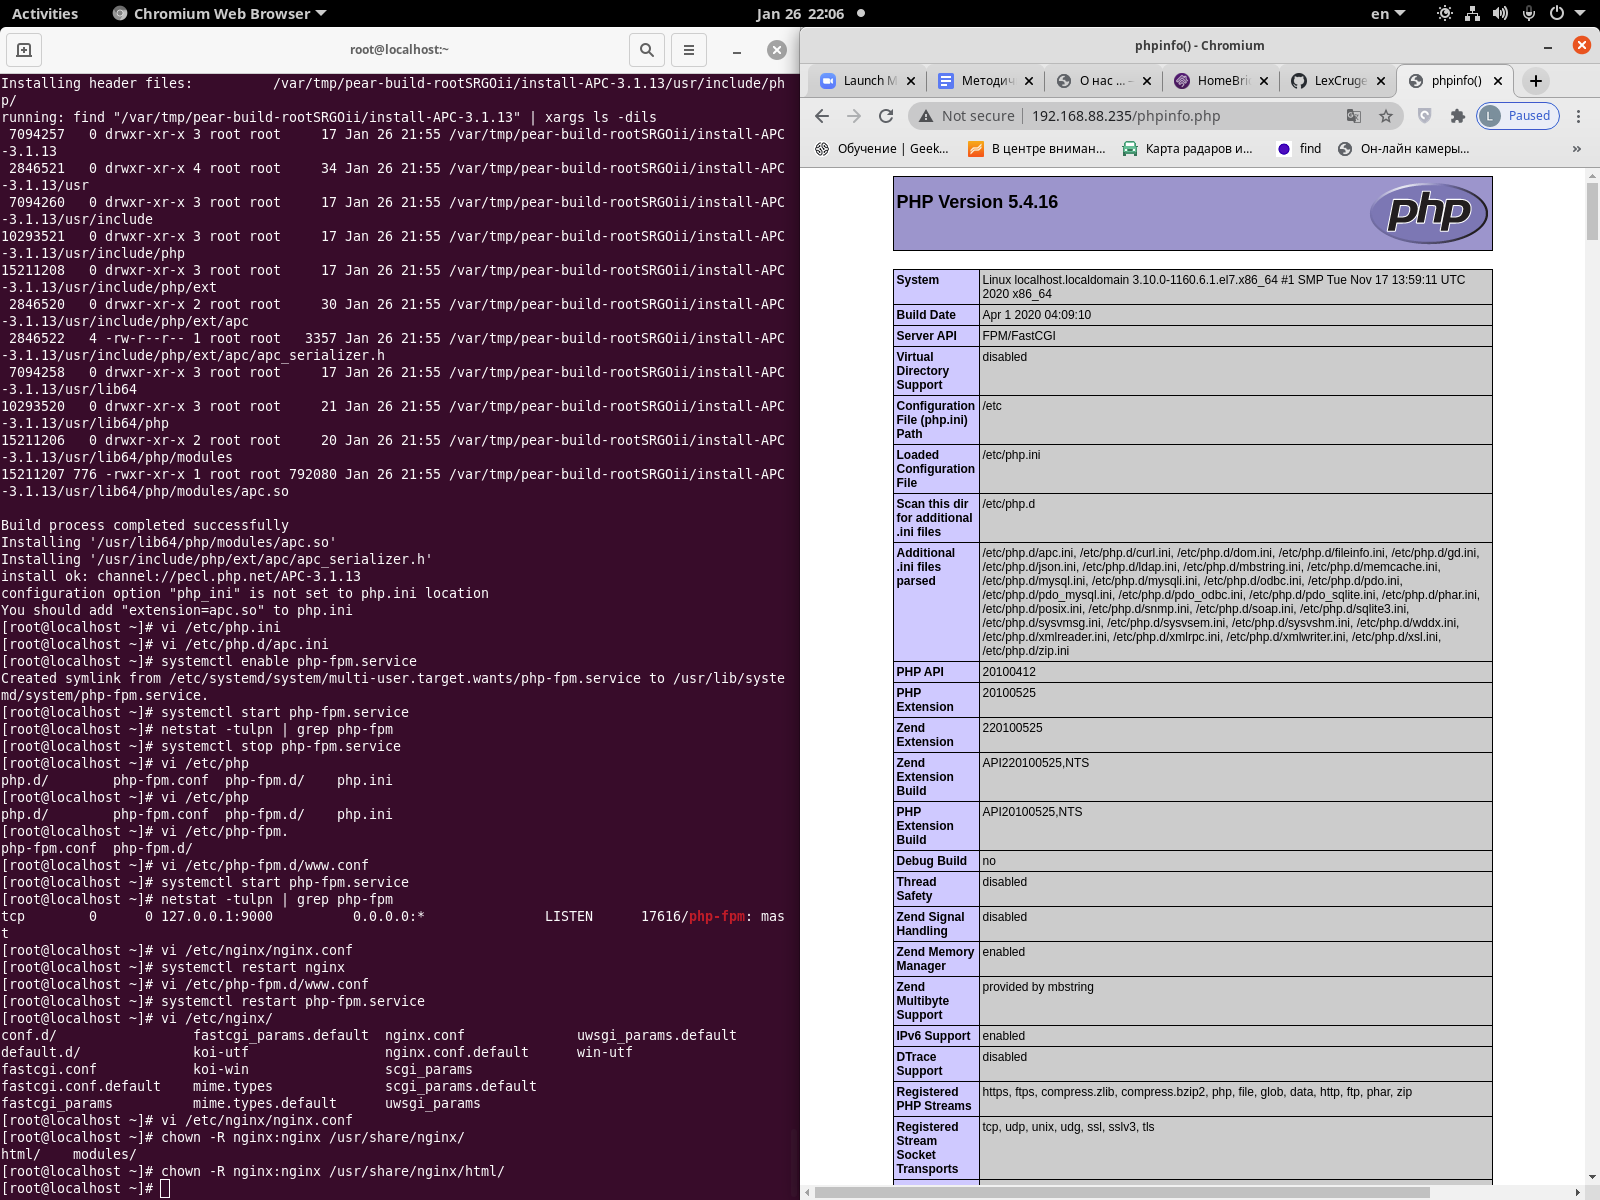 Activities
Chromium Web Browser
Jan 26 22:06
en
root@localhost:~
Installing header files:          /var/tmp/pear-build-rootSRGOii/install-APC-3.1.13/usr/include/ph
p/
running: find "/var/tmp/pear-build-rootSRGOii/install-APC-3.1.13" | xargs ls -dils
 7094257   0 drwxr-xr-x 3 root root     17 Jan 26 21:55 /var/tmp/pear-build-rootSRGOii/install-APC
-3.1.13
 2846521   0 drwxr-xr-x 4 root root     34 Jan 26 21:55 /var/tmp/pear-build-rootSRGOii/install-APC
-3.1.13/usr
 7094260   0 drwxr-xr-x 3 root root     17 Jan 26 21:55 /var/tmp/pear-build-rootSRGOii/install-APC
-3.1.13/usr/include
10293521   0 drwxr-xr-x 3 root root     17 Jan 26 21:55 /var/tmp/pear-build-rootSRGOii/install-APC
-3.1.13/usr/include/php
15211208   0 drwxr-xr-x 3 root root     17 Jan 26 21:55 /var/tmp/pear-build-rootSRGOii/install-APC
-3.1.13/usr/include/php/ext
 2846520   0 drwxr-xr-x 2 root root     30 Jan 26 21:55 /var/tmp/pear-build-rootSRGOii/install-APC
-3.1.13/usr/include/php/ext/apc
 2846522   4 -rw-r--r-- 1 root root   3357 Jan 26 21:55 /var/tmp/pear-build-rootSRGOii/install-APC
-3.1.13/usr/include/php/ext/apc/apc_serializer.h
 7094258   0 drwxr-xr-x 3 root root     17 Jan 26 21:55 /var/tmp/pear-build-rootSRGOii/install-APC
-3.1.13/usr/lib64
10293520   0 drwxr-xr-x 3 root root     21 Jan 26 21:55 /var/tmp/pear-build-rootSRGOii/install-APC
-3.1.13/usr/lib64/php
15211206   0 drwxr-xr-x 2 root root     20 Jan 26 21:55 /var/tmp/pear-build-rootSRGOii/install-APC
-3.1.13/usr/lib64/php/modules
15211207 776 -rwxr-xr-x 1 root root 792080 Jan 26 21:55 /var/tmp/pear-build-rootSRGOii/install-APC
-3.1.13/usr/lib64/php/modules/apc.so
Build process completed successfully
Installing '/usr/lib64/php/modules/apc.so'
Installing '/usr/include/php/ext/apc/apc_serializer.h'
install ok: channel://pecl.php.net/APC-3.1.13
configuration option "php_ini" is not set to php.ini location
You should add "extension=apc.so" to php.ini
[root@localhost ~]# vi /etc/php.ini
[root@localhost ~]# vi /etc/php.d/apc.ini
[root@localhost ~]# systemctl enable php-fpm.service
Created symlink from /etc/systemd/system/multi-user.target.wants/php-fpm.service to /usr/lib/syste
md/system/php-fpm.service.
[root@localhost ~]# systemctl start php-fpm.service
[root@localhost ~]# netstat -tulpn | grep php-fpm
[root@localhost ~]# systemctl stop php-fpm.service
[root@localhost ~]# vi /etc/php
php.d/        php-fpm.conf  php-fpm.d/    php.ini
[root@localhost ~]# vi /etc/php
php.d/        php-fpm.conf  php-fpm.d/    php.ini
[root@localhost ~]# vi /etc/php-fpm.
php-fpm.conf  php-fpm.d/
[root@localhost ~]# vi /etc/php-fpm.d/www.conf
[root@localhost ~]# systemctl start php-fpm.service
[root@localhost ~]# netstat -tulpn | grep php-fpm
tcp        0      0 127.0.0.1:9000          0.0.0.0:*               LISTEN      17616/php-fpm: mas
t
[root@localhost ~]# vi /etc/nginx/nginx.conf
[root@localhost ~]# systemctl restart nginx
[root@localhost ~]# vi /etc/php-fpm.d/www.conf
[root@localhost ~]# systemctl restart php-fpm.service
[root@localhost ~]# vi /etc/nginx/
conf.d/                 fastcgi_params.default  nginx.conf              uwsgi_params.default
default.d/              koi-utf                 nginx.conf.default      win-utf
fastcgi.conf            koi-win                 scgi_params
fastcgi.conf.default    mime.types              scgi_params.default
fastcgi_params          mime.types.default      uwsgi_params
[root@localhost ~]# vi /etc/nginx/nginx.conf
[root@localhost ~]# chown -R nginx:nginx /usr/share/nginx/
html/    modules/
[root@localhost ~]# chown -R nginx:nginx /usr/share/nginx/html/
[root@localhost ~]#
phpinfo() - Chromium
Launch M
Методич
О нас ... –
HomeBri
LexCruge
phpinfo()
Not secure | 192.168.88.235/phpinfo.php
L Paused
Обучение | Geek...
В центре вниман...
Карта радаров и...
find
Он-лайн камеры...
»
PHP Version 5.4.16
php
System
Linux localhost.localdomain 3.10.0-1160.6.1.el7.x86_64 #1 SMP Tue Nov 17 13:59:11 UTC
2020 x86_64
Build Date
Apr 1 2020 04:09:10
Server API
FPM/FastCGI
Virtual
Directory
Support
disabled
Configuration
File (php.ini)
Path
/etc
Loaded
Configuration
File
/etc/php.ini
Scan this dir
for additional
.ini files
/etc/php.d
Additional
.ini files
parsed
/etc/php.d/apc.ini, /etc/php.d/curl.ini, /etc/php.d/dom.ini, /etc/php.d/fileinfo.ini, /etc/php.d/gd.ini,
/etc/php.d/json.ini, /etc/php.d/ldap.ini, /etc/php.d/mbstring.ini, /etc/php.d/memcache.ini,
/etc/php.d/mysql.ini, /etc/php.d/mysqli.ini, /etc/php.d/odbc.ini, /etc/php.d/pdo.ini,
/etc/php.d/pdo_mysql.ini, /etc/php.d/pdo_odbc.ini, /etc/php.d/pdo_sqlite.ini, /etc/php.d/phar.ini,
/etc/php.d/posix.ini, /etc/php.d/snmp.ini, /etc/php.d/soap.ini, /etc/php.d/sqlite3.ini,
/etc/php.d/sysvmsg.ini, /etc/php.d/sysvsem.ini, /etc/php.d/sysvshm.ini, /etc/php.d/wddx.ini,
/etc/php.d/xmlreader.ini, /etc/php.d/xmlrpc.ini, /etc/php.d/xmlwriter.ini, /etc/php.d/xsl.ini,
/etc/php.d/zip.ini
PHP API
20100412
PHP
Extension
20100525
Zend
Extension
220100525
Zend
Extension
Build
API220100525,NTS
PHP
Extension
Build
API20100525,NTS
Debug Build
no
Thread
Safety
disabled
Zend Signal
Handling
disabled
Zend Memory
Manager
enabled
Zend
Multibyte
Support
provided by mbstring
IPv6 Support
enabled
DTrace
Support
disabled
Registered
PHP Streams
https, ftps, compress.zlib, compress.bzip2, php, file, glob, data, http, ftp, phar, zip
Registered
Stream
Socket
Transports
tcp, udp, unix, udg, ssl, sslv3, tls